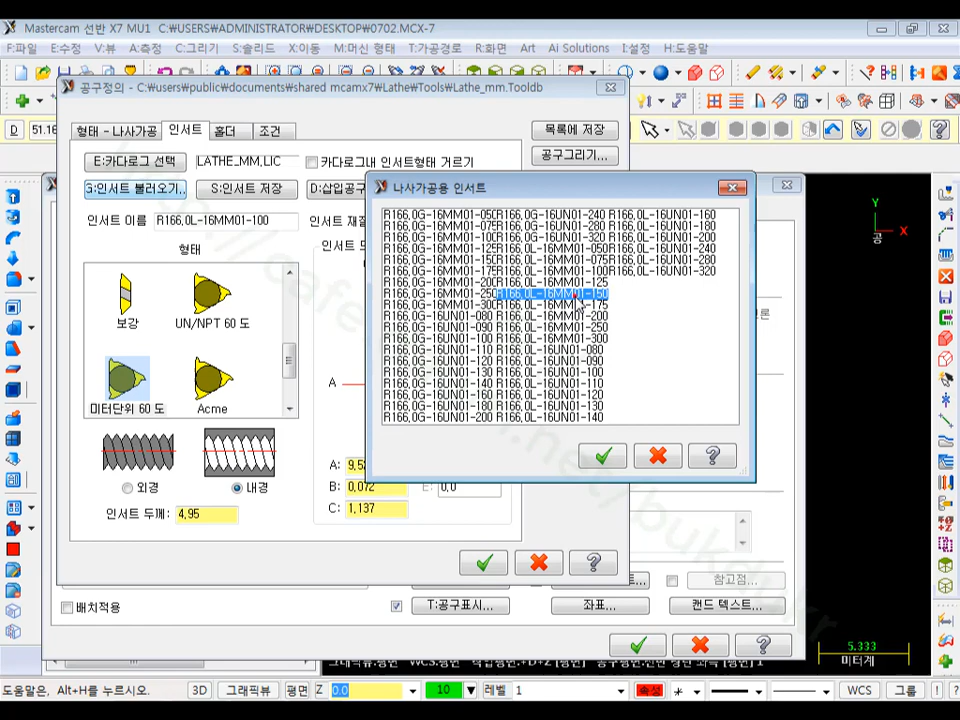 Mastercam 선반 X7 MU1 C:₩USERS₩ADMINISTRATOR₩DESKTOP₩0702.MCX-7
F:파일 E:수정 V:뷰 A:측정 C:그리기 S:솔리드 X:이동 M:머신 형태 T:가공경로 R:화면 Art Ai Solutions I:설정 H:도움말
공구정의 - C:₩users₩public₩documents₩shared mcamx7₩Lathe₩Tools₩Lathe_mm.Tooldb
D 51.16
형태 - 나사가공 인서트 홀더 조건
목록에 저장
E:카다로그 선택 LATHE_MM.LIC 카다로그내 인서트형태 거르기
공구그리기...
G:인서트 불러오기.. S:인서트 저장 D:삽입공구
인서트 이름 R166.0L-16MM01-100 인서트 재질
형태
보강 UN/NPT 60 도
미터단위 60 도 Acme
외경 내경
인서트 두께: 4.95
A
A: 9.52
B: 0.072 E: 0.0
C: 1.137
나사가공용 인서트
R166.0G-16MM01-050 R166.0G-16UN01-240 R166.0L-16UN01-160
R166.0G-16MM01-075 R166.0G-16UN01-280 R166.0L-16UN01-180
R166.0G-16MM01-100 R166.0G-16UN01-320 R166.0L-16UN01-200
R166.0G-16MM01-125 R166.0L-16MM01-050 R166.0L-16UN01-240
R166.0G-16MM01-150 R166.0L-16MM01-075 R166.0L-16UN01-280
R166.0G-16MM01-175 R166.0L-16MM01-100 R166.0L-16UN01-320
R166.0G-16MM01-200 R166.0L-16MM01-125
R166.0G-16MM01-250 R166.0L-16MM01-150
R166.0G-16MM01-300 R166.0L-16MM01-175
R166.0G-16UN01-080 R166.0L-16MM01-200
R166.0G-16UN01-090 R166.0L-16MM01-250
R166.0G-16UN01-100 R166.0L-16MM01-300
R166.0G-16UN01-110 R166.0L-16UN01-080
R166.0G-16UN01-120 R166.0L-16UN01-090
R166.0G-16UN01-130 R166.0L-16UN01-100
R166.0G-16UN01-140 R166.0L-16UN01-110
R166.0G-16UN01-160 R166.0L-16UN01-120
R166.0G-16UN01-180 R166.0L-16UN01-130
R166.0G-16UN01-200 R166.0L-16UN01-140
Y
X
공
참고점...
배치적용 T:공구표시... 좌표... 캔드 텍스트...
5.333
미터계
도움말은, Alt+H를 누르시오. 3D 그래픽뷰 평면 Z 0.0 10 레벨 1 속성 WCS 그룹 !